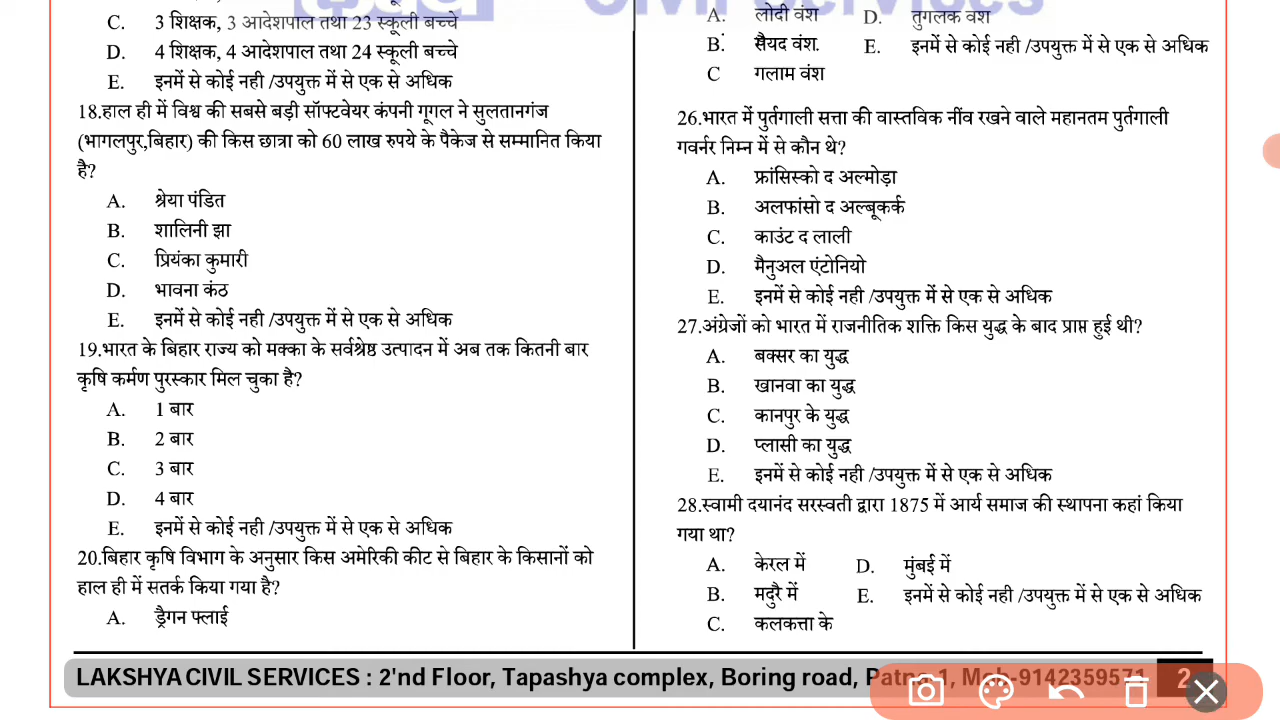 C. 3 शिक्षक, 3 आदेशपाल तथा 23 स्कूली बच्चे
D. 4 शिक्षक, 4 आदेशपाल तथा 24 स्कूली बच्चे
E. इनमें से कोई नही /उपयुक्त में से एक से अधिक
18.हाल ही में विश्व की सबसे बड़ी सॉफ्टवेयर कंपनी गूगल ने सुलतानगंज
(भागलपुर,बिहार) की किस छात्रा को 60 लाख रुपये के पैकेज से सम्मानित किया
है?
A. श्रेया पंडित
B. शालिनी झा
C. प्रियंका कुमारी
D. भावना कंठ
E. इनमें से कोई नही /उपयुक्त में से एक से अधिक
19.भारत के बिहार राज्य को मक्का के सर्वश्रेष्ठ उत्पादन में अब तक कितनी बार
कृषि कर्मण पुरस्कार मिल चुका है?
A. 1 बार
B. 2 बार
C. 3 बार
D. 4 बार
E. इनमें से कोई नही /उपयुक्त में से एक से अधिक
20.बिहार कृषि विभाग के अनुसार किस अमेरिकी कीट से बिहार के किसानों को
हाल ही में सतर्क किया गया है?
A. ड्रैगन फ्लाई
A. लोदी वंश D. तुगलक वंश
B. सैयद वंश. E. इनमें से कोई नही /उपयुक्त में से एक से अधिक
C गलाम वंश
26.भारत में पुर्तगाली सत्ता की वास्तविक नींव रखने वाले महानतम पुर्तगाली
गवर्नर निम्न में से कौन थे?
A. फ्रांसिस्को द अल्मोड़ा
B. अलफांसो द अल्बूकर्क
C. काउंट द लाली
D. मैनुअल एंटोनियो
E. इनमें से कोई नही /उपयुक्त में से एक से अधिक
27.अंग्रेजों को भारत में राजनीतिक शक्ति किस युद्ध के बाद प्राप्त हुई थी?
A. बक्सर का युद्ध
B. खानवा का युद्ध
C. कानपुर के युद्ध
D. प्लासी का युद्ध
E. इनमें से कोई नही /उपयुक्त में से एक से अधिक
28.स्वामी दयानंद सरस्वती द्वारा 1875 में आर्य समाज की स्थापना कहां किया
गया था?
A. केरल में D. मुंबई में
B. मदुरै में E. इनमें से कोई नही /उपयुक्त में से एक से अधिक
C. कलकत्ता के
LAKSHYA CIVIL SERVICES : 2'nd Floor, Tapashya complex, Boring road, Patna-1, Mob-9142359571 2